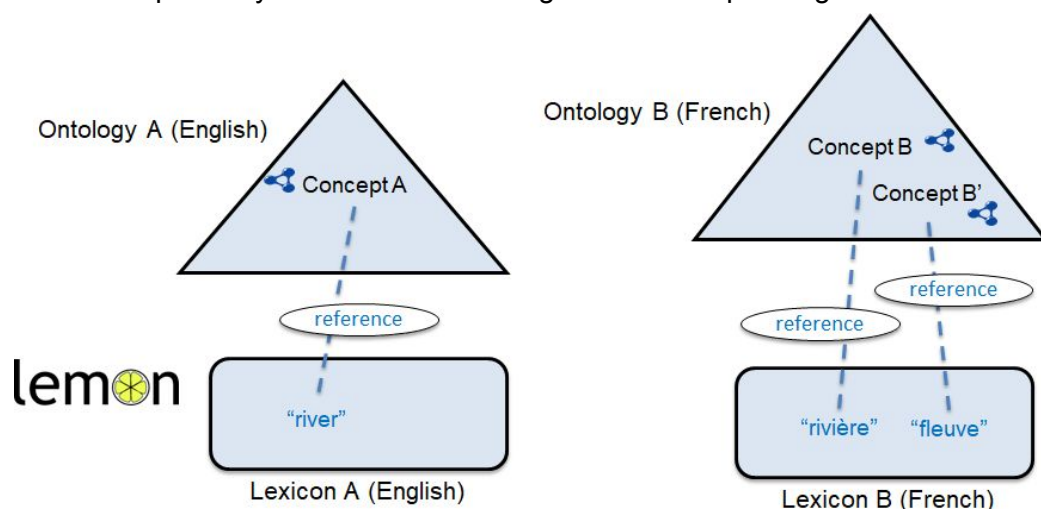 Ontology A (English)
Concept A
reference
lemon
“river”
Lexicon A (English)
Ontology B (French)
Concept B
Concept B’
reference
reference
“rivière” “fleuve”
Lexicon B (French)